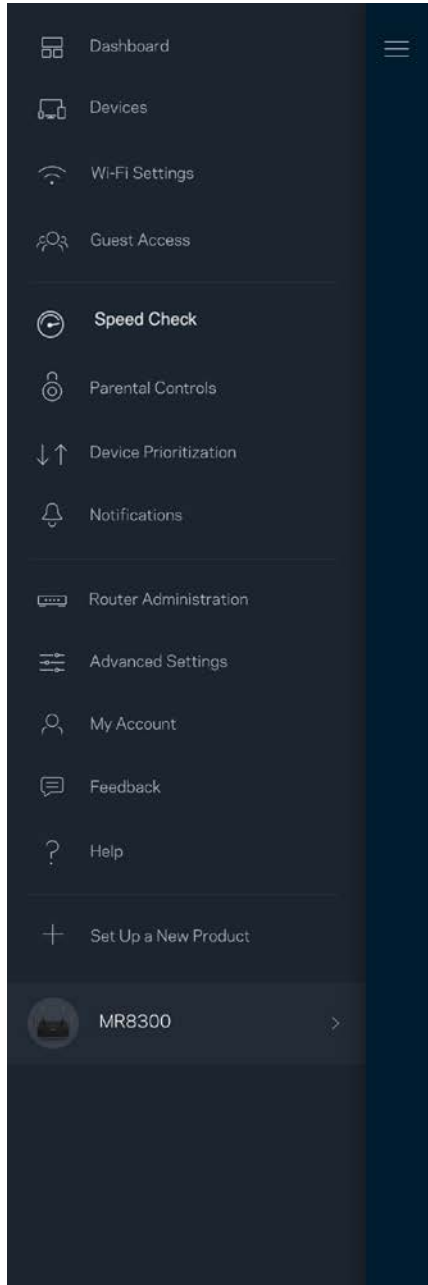 Dashboard
Devices
Wi-Fi Settings
Guest Access
Speed Check
Parental Controls
Device Prioritization
Notifications
Router Administration
Advanced Settings
My Account
Feedback
Help
Set Up a New Product
MR8300